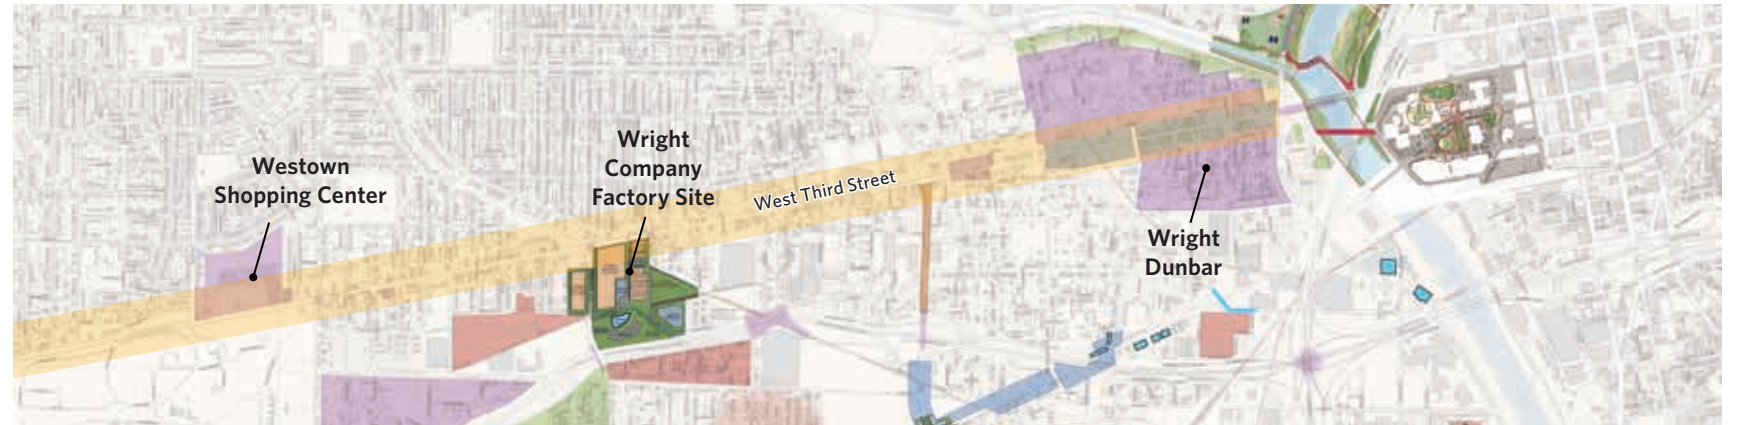 Westown
Shopping Center
Wright
Company
Factory Site
West Third Street
Wright
Dunbar